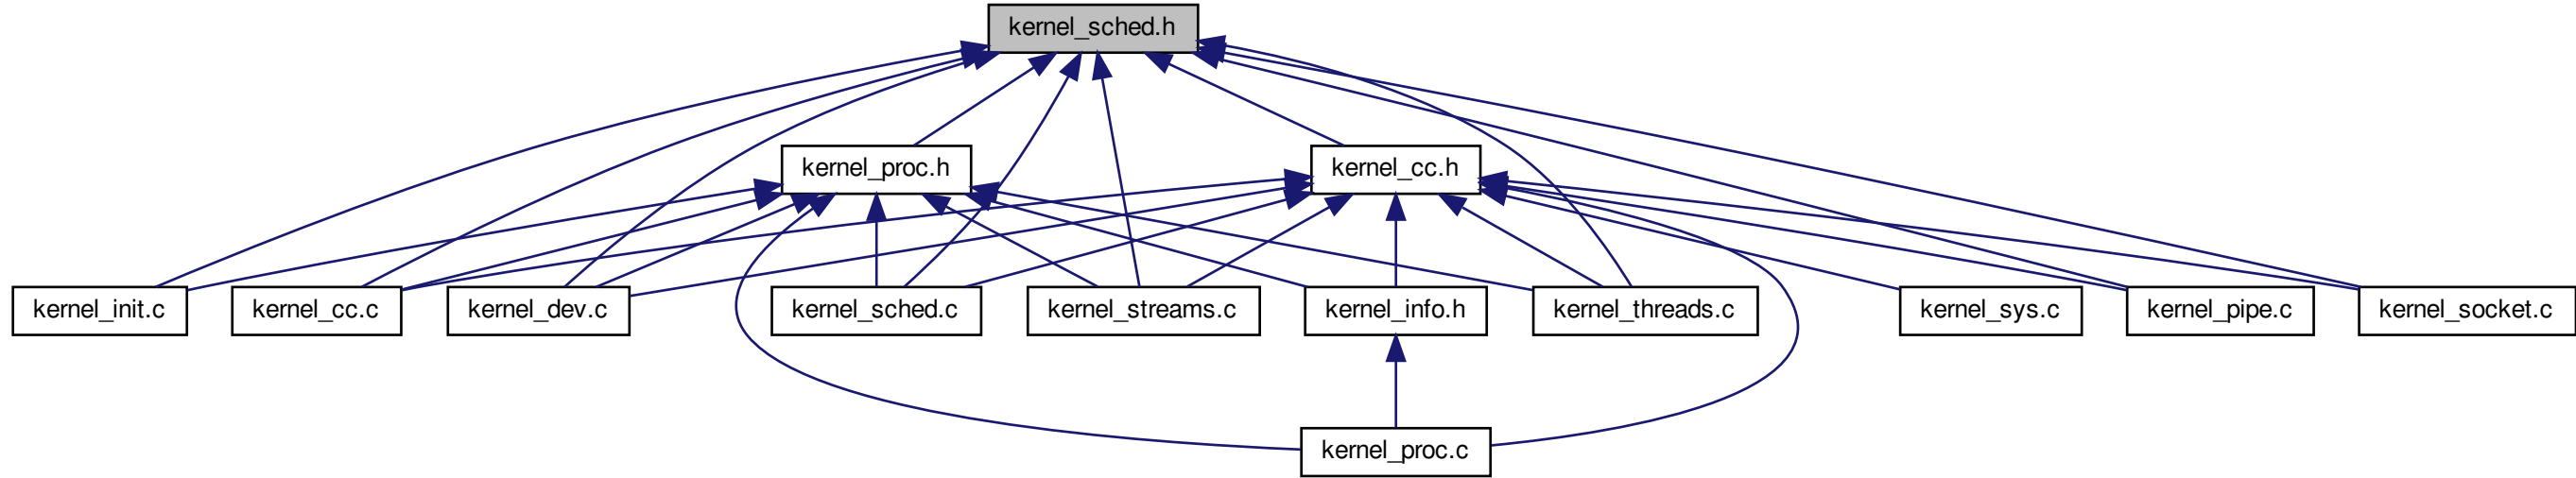 kernel_sched.h
kernel_proc.h
kernel_cc.h
kernel_init.c
kernel_cc.c
kernel_dev.c
kernel_sched.c
kernel_streams.c
kernel_info.h
kernel_threads.c
kernel_sys.c
kernel_pipe.c
kernel_socket.c
kernel_proc.c